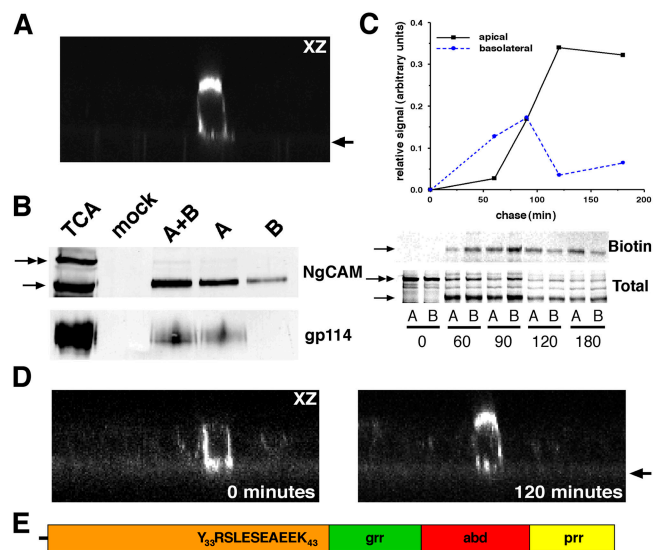 A
XZ
B
TCA
mock
A+B
A
B
NgCAM
gp114
C
relative signal (arbitrary units)
0.4
0.3
0.2
0.1
0.0
apical
basolateral
0 50 100 150 200
chase (min)
Biotin
Total
A B A B A B A B A B
0 60 90 120 180
D
XZ
0 minutes
120 minutes
E
Y33RSLESEAEEK43
grr
abd
prr